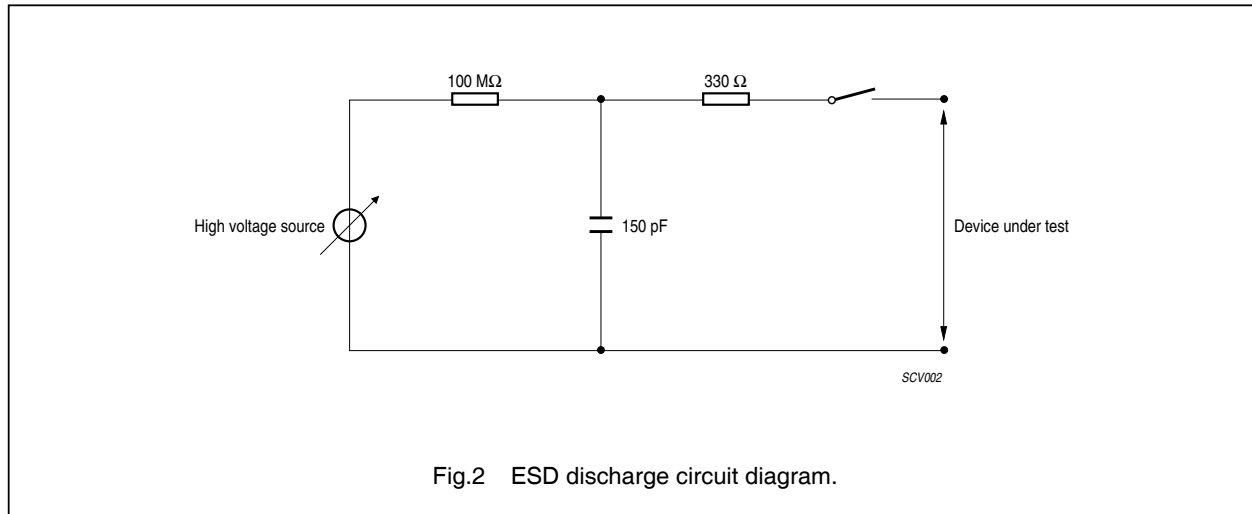 100 MΩ
330 Ω
High voltage source
150 pF
Device under test
SCV002
Fig.2 ESD discharge circuit diagram.